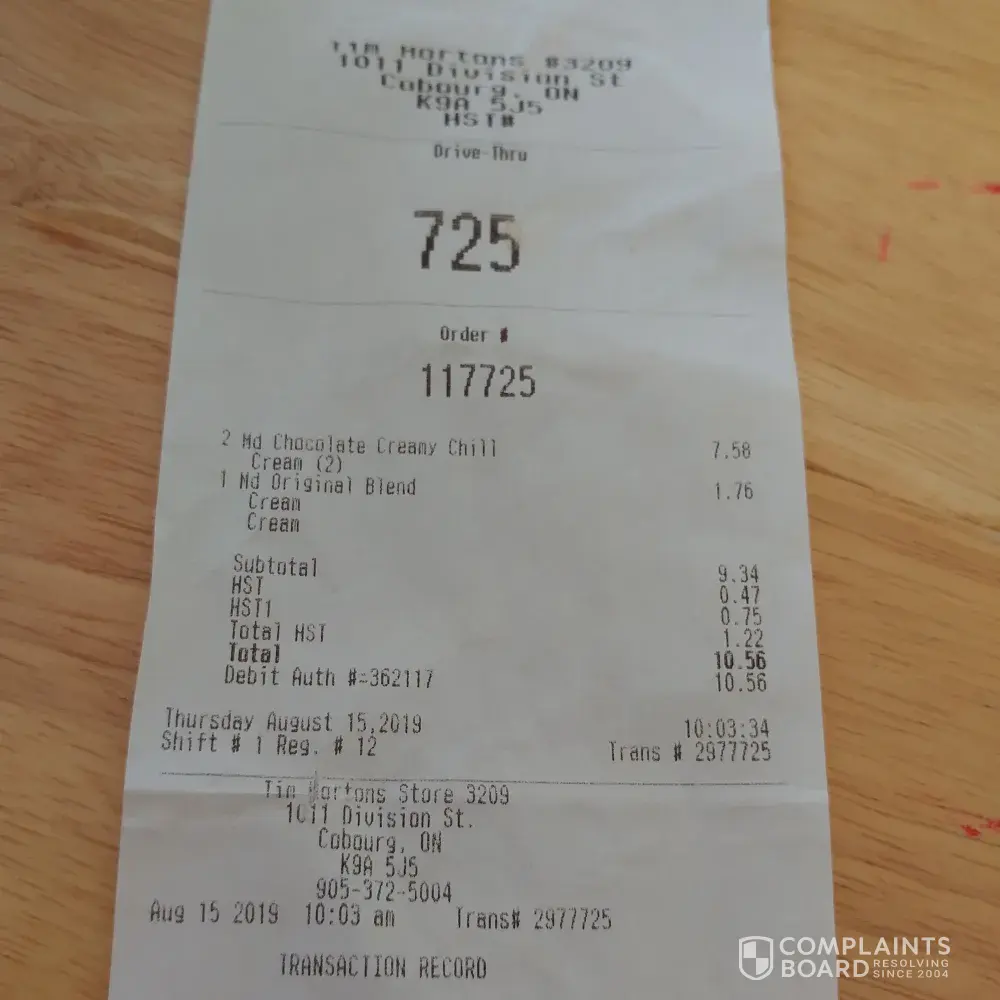 Tim Hortons #3209
1011 Division St
Cobourg, ON
K9A 5J5
HST#
Drive-Thru
725
Order #
117725
2 Md Chocolate Creamy Chill 7.58
Cream (2)
1 Md Original Blend 1.76
Cream
Cream
Subtotal 9.34
HST 0.47
HST1 0.75
Total HST 1.22
Total 10.56
Debit Auth #:=362117 10.56
Thursday August 15,2019 10:03:34
Shift # 1 Reg. # 12 Trans # 2977725
Tim Hortons Store 3209
1011 Division St.
Cobourg, ON
K9A 5J5
905-372-5004
Aug 15 2019 10:03 am Trans# 2977725
TRANSACTION RECORD
COMPLAINTS
BOARD RESOLVING
SINCE 2004